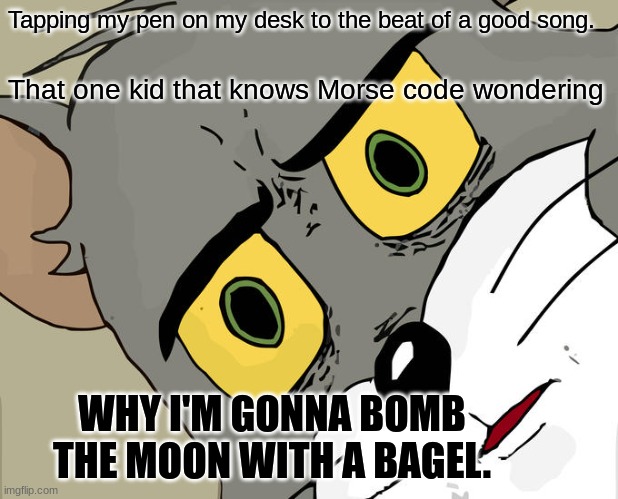 Tapping my pen on my desk to the beat of a good song.
That one kid that knows Morse code wondering
WHY I'M GONNA BOMB
THE MOON WITH A BAGEL.
imgflip.com